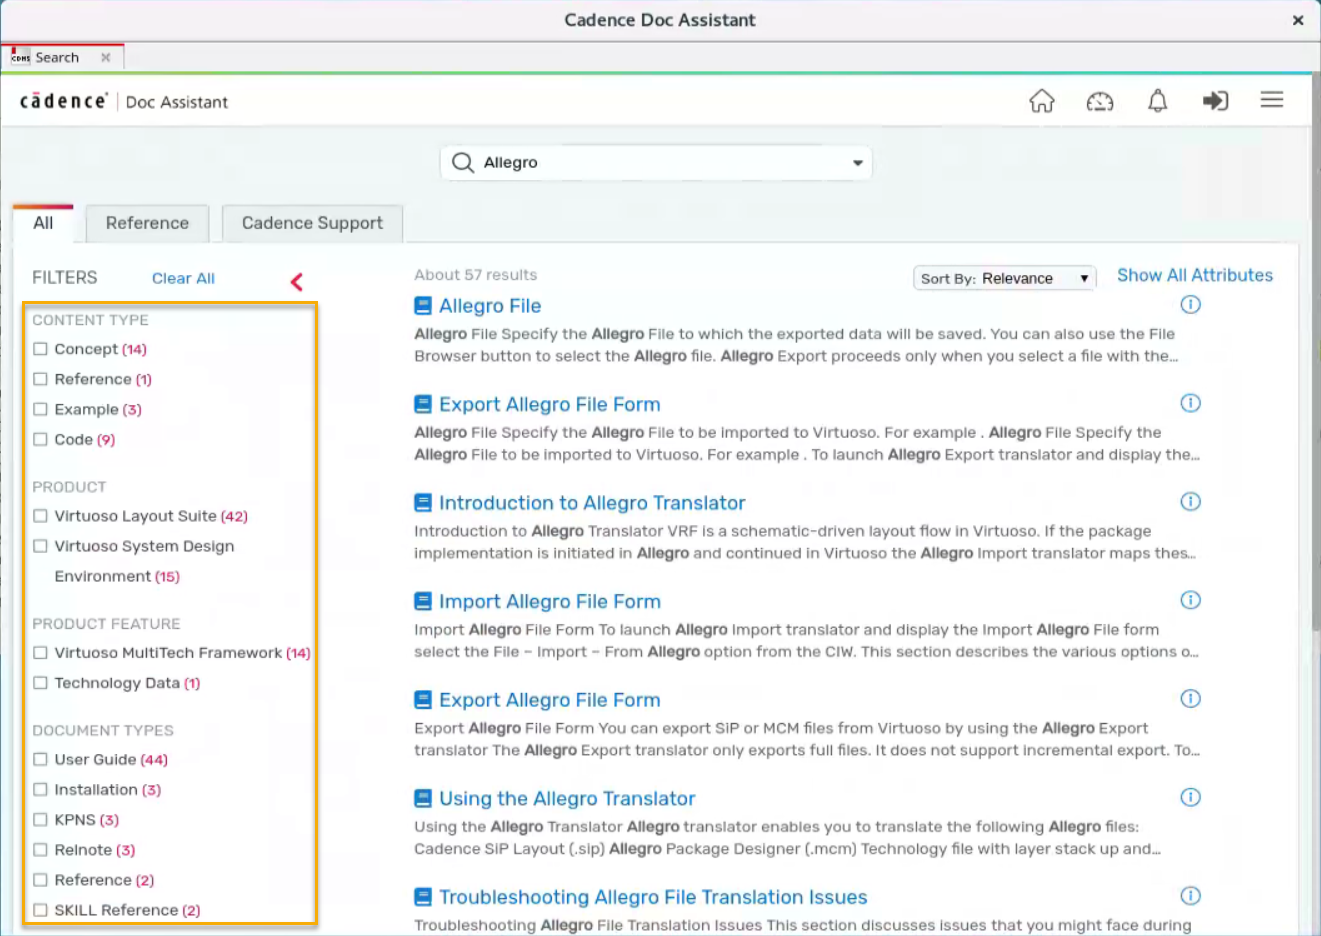 Cadence Doc Assistant
CDMS Search
cādence Doc Assistant
Allegro
All Reference Cadence Support
FILTERS Clear All
CONTENT TYPE
Concept (14)
Reference (1)
Example (3)
Code (9)
PRODUCT
Virtuoso Layout Suite (42)
Virtuoso System Design
Environment (15)
PRODUCT FEATURE
Virtuoso MultiTech Framework (14)
Technology Data (1)
DOCUMENT TYPES
User Guide (44)
Installation (3)
KPNS (3)
Relnote (3)
Reference (2)
SKILL Reference (2)
About 57 results
Sort By: Relevance
Show All Attributes
Allegro File
Allegro File Specify the Allegro File to which the exported data will be saved. You can also use the File
Browser button to select the Allegro file. Allegro Export proceeds only when you select a file with the...
Export Allegro File Form
Allegro File Specify the Allegro File to be imported to Virtuoso. For example . Allegro File Specify the
Allegro File to be imported to Virtuoso. For example . To launch Allegro Export translator and display the...
Introduction to Allegro Translator
Introduction to Allegro Translator VRF is a schematic-driven layout flow in Virtuoso. If the package
implementation is initiated in Allegro and continued in Virtuoso the Allegro Import translator maps thes...
Import Allegro File Form
Import Allegro File Form To launch Allegro Import translator and display the Import Allegro File form
select the File – Import – From Allegro option from the CIW. This section describes the various options o...
Export Allegro File Form
Export Allegro File Form You can export SiP or MCM files from Virtuoso by using the Allegro Export
translator The Allegro Export translator only exports full files. It does not support incremental export. To...
Using the Allegro Translator
Using the Allegro Translator Allegro translator enables you to translate the following Allegro files:
Cadence SiP Layout (.sip) Allegro Package Designer (.mcm) Technology file with layer stack up and...
Troubleshooting Allegro File Translation Issues
Troubleshooting Allegro File Translation Issues This section discusses issues that you might face during